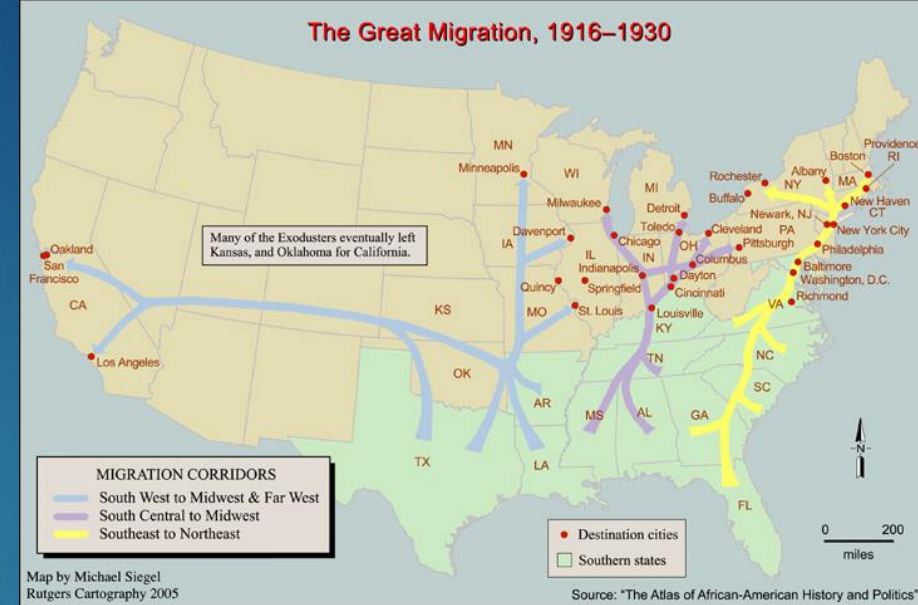 The Great Migration, 1916–1930
MN
Minneapolis
WI
MI
Milwaukee
Detroit
Toledo
Rochester
Buffalo
Albany
NY
Boston
Providence
RI
MA
New Haven
CT
Newark, NJ
New York City
PA
Cleveland
Pittsburgh
OH
Philadelphia
Many of the Exodusters eventually left
Kansas, and Oklahoma for California.
Davenport
IA
Chicago
IL
IN
Indianapolis
Columbus
Dayton
Baltimore
Washington, D.C.
Oakland
San
Francisco
CA
Quincy
Springfield
Cincinnati
Richmond
VA
KS
MO
St. Louis
Louisville
KY
Los Angeles
OK
TN
NC
AR
SC
MS
AL
GA
TX
LA
FL
N
MIGRATION CORRIDORS
South West to Midwest & Far West
South Central to Midwest
Southeast to Northeast
Destination cities
Southern states
0 200
miles
Map by Michael Siegel
Rutgers Cartography 2005
Source: "The Atlas of African-American History and Politics"